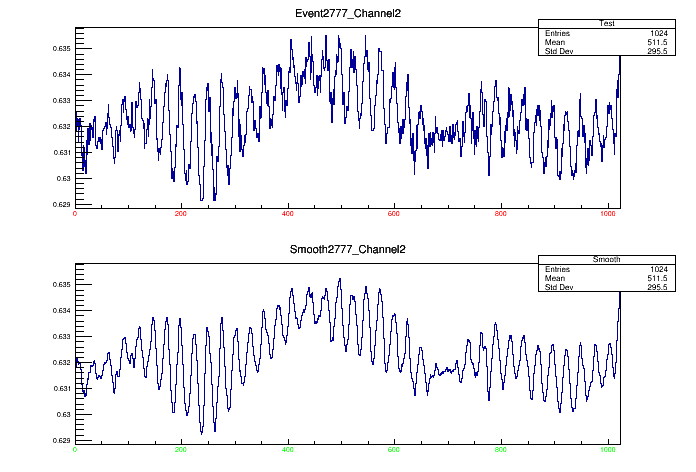 Event2777_Channel2
Test
Entries 1024
Mean 511.5
Std Dev 295.5
0.635
0.634
0.633
0.632
0.631
0.63
0.629
0 200 400 600 800 1000
Smooth2777_Channel2
Smooth
Entries 1024
Mean 511.5
Std Dev 295.5
0.635
0.634
0.633
0.632
0.631
0.63
0.629
0 200 400 600 800 1000